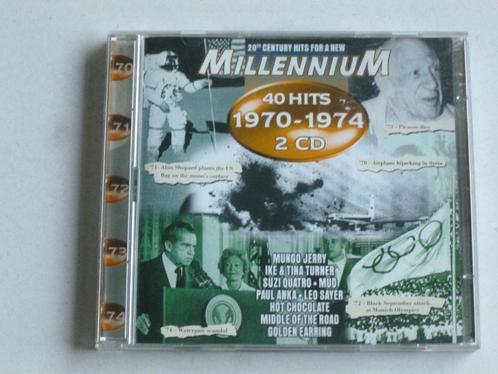 20TH CENTURY HITS FOR A NEW
MILLENNIUM
40 HITS
1970-1974
2 CD
70
71
72
73
74
'73 - Picasso dies
'71 - Alan Shepard plants the US
flag on the moon's surface
'70 - Airplane hijacking in Syria
MUNGO JERRY
IKE & TINA TURNER
SUZI QUATRO • MUD
PAUL ANKA • LEO SAYER
HOT CHOCOLATE
MIDDLE OF THE ROAD
GOLDEN EARRING
'72 - Black September attack
at Munich Olympics
'74 - Watergate scandal